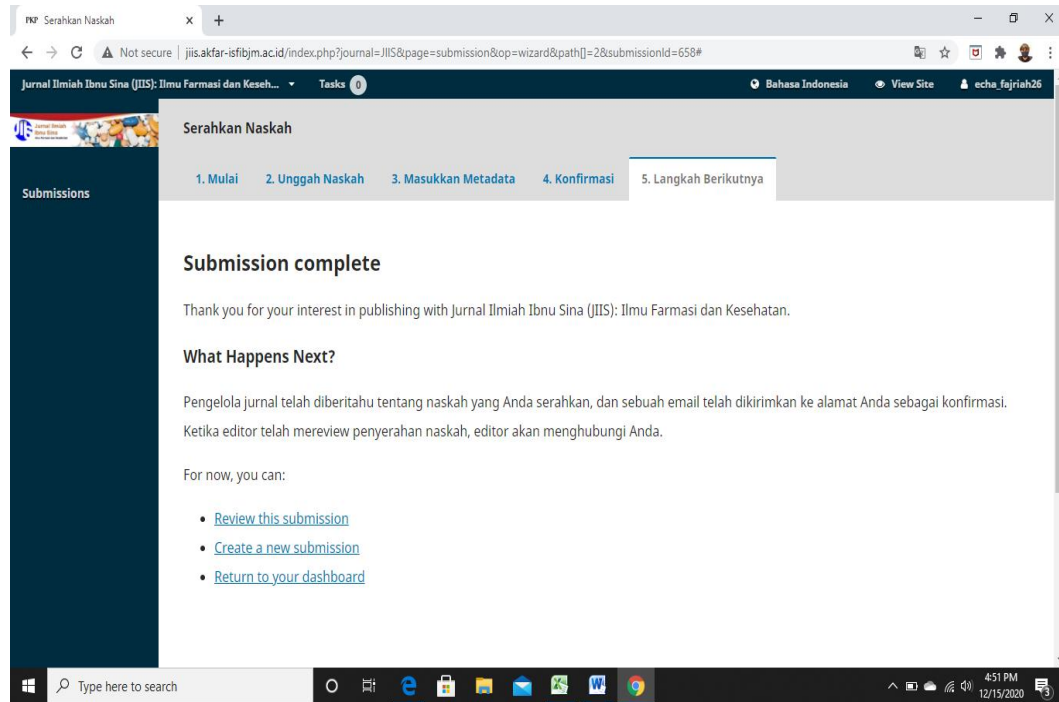 PKP Serahkan Naskah
Not secure | jiis.akfar-isfibjm.ac.id/index.php?journal=JIIS&page=submission&op=wizard&path[]=2&submissionId=658#
Jurnal Ilmiah Ibnu Sina (JIIS): Ilmu Farmasi dan Keseh... Tasks 0 Bahasa Indonesia View Site echa_fajriah26
Serahkan Naskah
Submissions
1. Mulai 2. Unggah Naskah 3. Masukkan Metadata 4. Konfirmasi 5. Langkah Berikutnya
Submission complete
Thank you for your interest in publishing with Jurnal Ilmiah Ibnu Sina (JIIS): Ilmu Farmasi dan Kesehatan.
What Happens Next?
Pengelola jurnal telah diberitahu tentang naskah yang Anda serahkan, dan sebuah email telah dikirimkan ke alamat Anda sebagai konfirmasi.
Ketika editor telah mereview penyerahan naskah, editor akan menghubungi Anda.
For now, you can:
• Review this submission
• Create a new submission
• Return to your dashboard
Type here to search
4:51 PM
12/15/2020
3